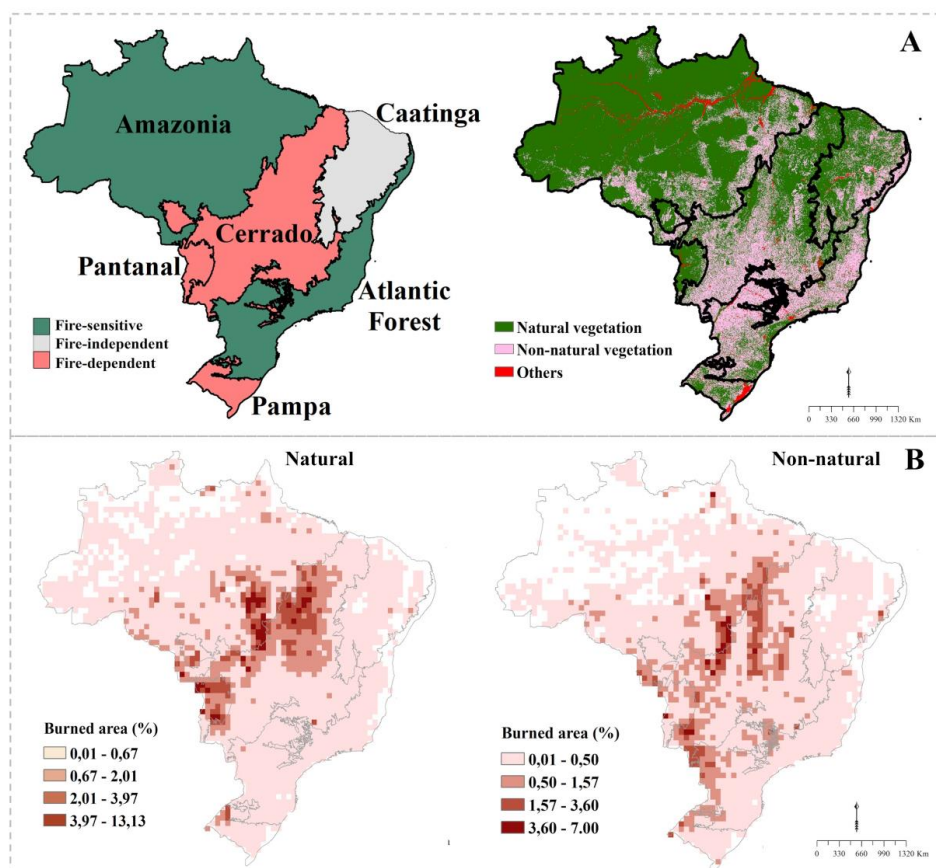 A
Amazonia
Caatinga
Cerrado
Pantanal
Atlantic
Forest
Pampa
Fire-sensitive
Fire-independent
Fire-dependent
Natural vegetation
Non-natural vegetation
Others
0 165 330 660 990 1320 Km
B
Natural
Non-natural
Burned area (%)
0,01 - 0,67
0,67 - 2,01
2,01 - 3,97
3,97 - 13,13
Burned area (%)
0,01 - 0,50
0,50 - 1,57
1,57 - 3,60
3,60 - 7.00
0 165 330 660 990 1320 Km